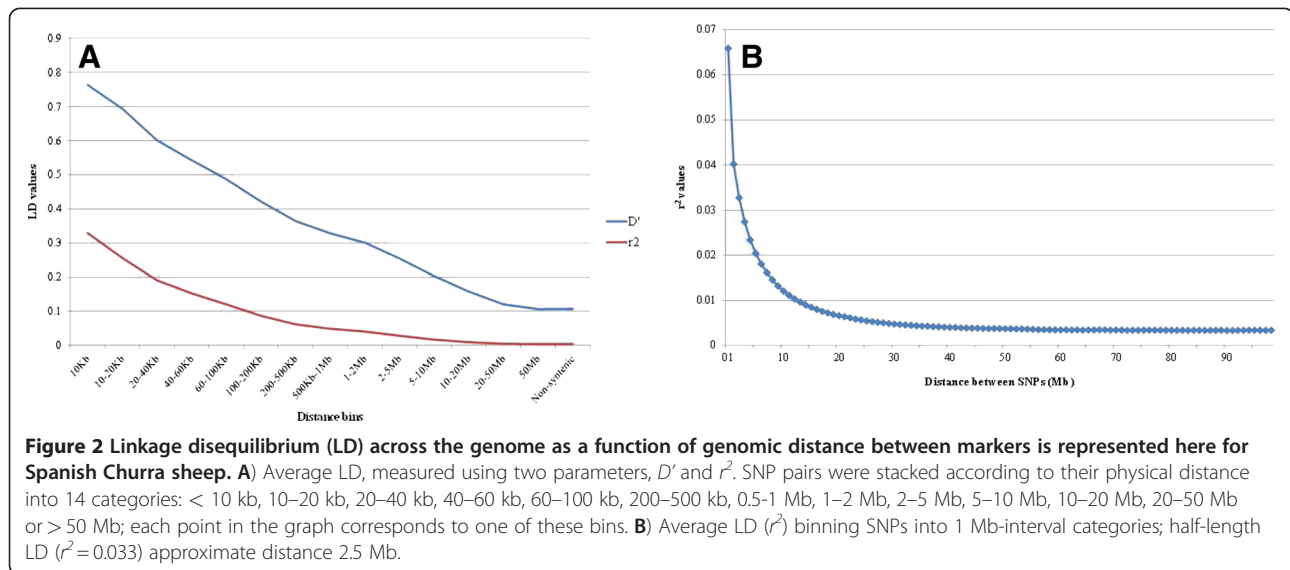 A
0.9
0.8
0.7
0.6
0.5
0.4
0.3
0.2
0.1
0
LD values
10Kb
10-20Kb
20-40Kb
40-60Kb
60-100Kb
100-200Kb
200-500Kb
500Kb-1Mb
1-2Mb
2-5Mb
5-10Mb
10-20Mb
20-50Mb
50Mb
Non-syntenic
Distance bins
D'
r2
B
0.07
0.06
0.05
0.04
0.03
0.02
0.01
0
r² values
01
10
20
30
40
50
60
70
80
90
Distance between SNPs (Mb)
Figure 2 Linkage disequilibrium (LD) across the genome as a function of genomic distance between markers is represented here for
Spanish Churra sheep. A) Average LD, measured using two parameters, D′ and r². SNP pairs were stacked according to their physical distance
into 14 categories: < 10 kb, 10–20 kb, 20–40 kb, 40–60 kb, 60–100 kb, 200–500 kb, 0.5-1 Mb, 1–2 Mb, 2–5 Mb, 5–10 Mb, 10–20 Mb, 20–50 Mb
or > 50 Mb; each point in the graph corresponds to one of these bins. B) Average LD (r²) binning SNPs into 1 Mb-interval categories; half-length
LD (r² = 0.033) approximate distance 2.5 Mb.